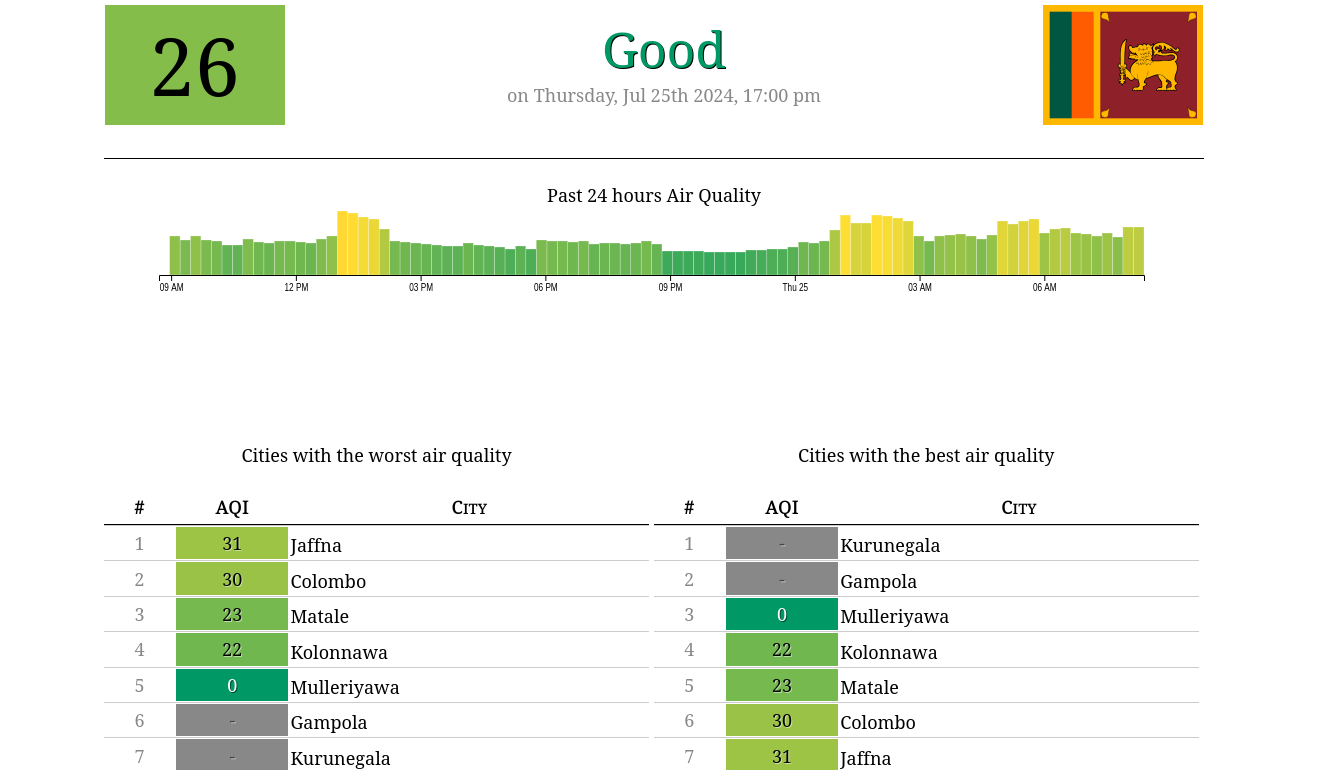 26
Good
on Thursday, Jul 25th 2024, 17:00 pm
Past 24 hours Air Quality
09 AM 12 PM 03 PM 06 PM 09 PM Thu 25 03 AM 06 AM
Cities with the worst air quality
# AQI City
1 31 Jaffna
2 30 Colombo
3 23 Matale
4 22 Kolonnawa
5 0 Mulleriyawa
6 - Gampola
7 - Kurunegala
Cities with the best air quality
# AQI City
1 - Kurunegala
2 - Gampola
3 0 Mulleriyawa
4 22 Kolonnawa
5 23 Matale
6 30 Colombo
7 31 Jaffna